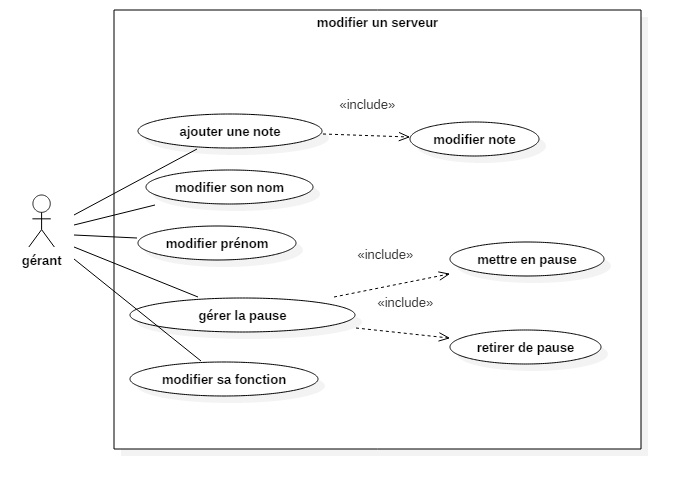 modifier un serveur
«include»
ajouter une note
modifier note
modifier son nom
modifier prénom
gérant
«include»
mettre en pause
«include»
gérer la pause
retirer de pause
modifier sa fonction